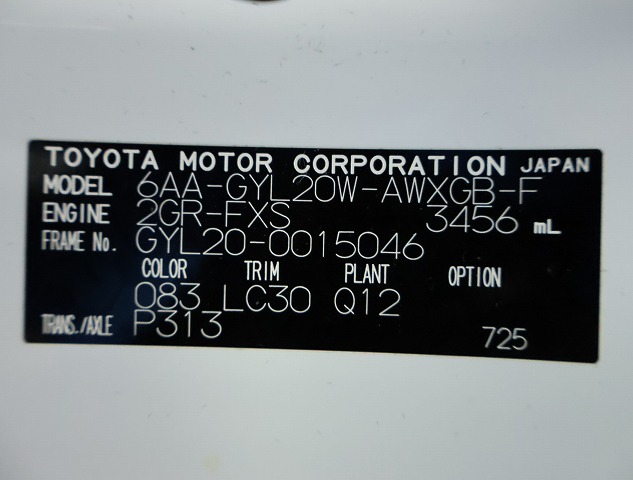 TOYOTA MOTOR CORPORATION JAPAN
MODEL 6AA-GYL20W-AWXGB-F
ENGINE 2GR-FXS 3456 mL
FRAME No. GYL20-0015046
COLOR TRIM PLANT OPTION
083 LC30 Q12
TRANS./AXLE P313 725